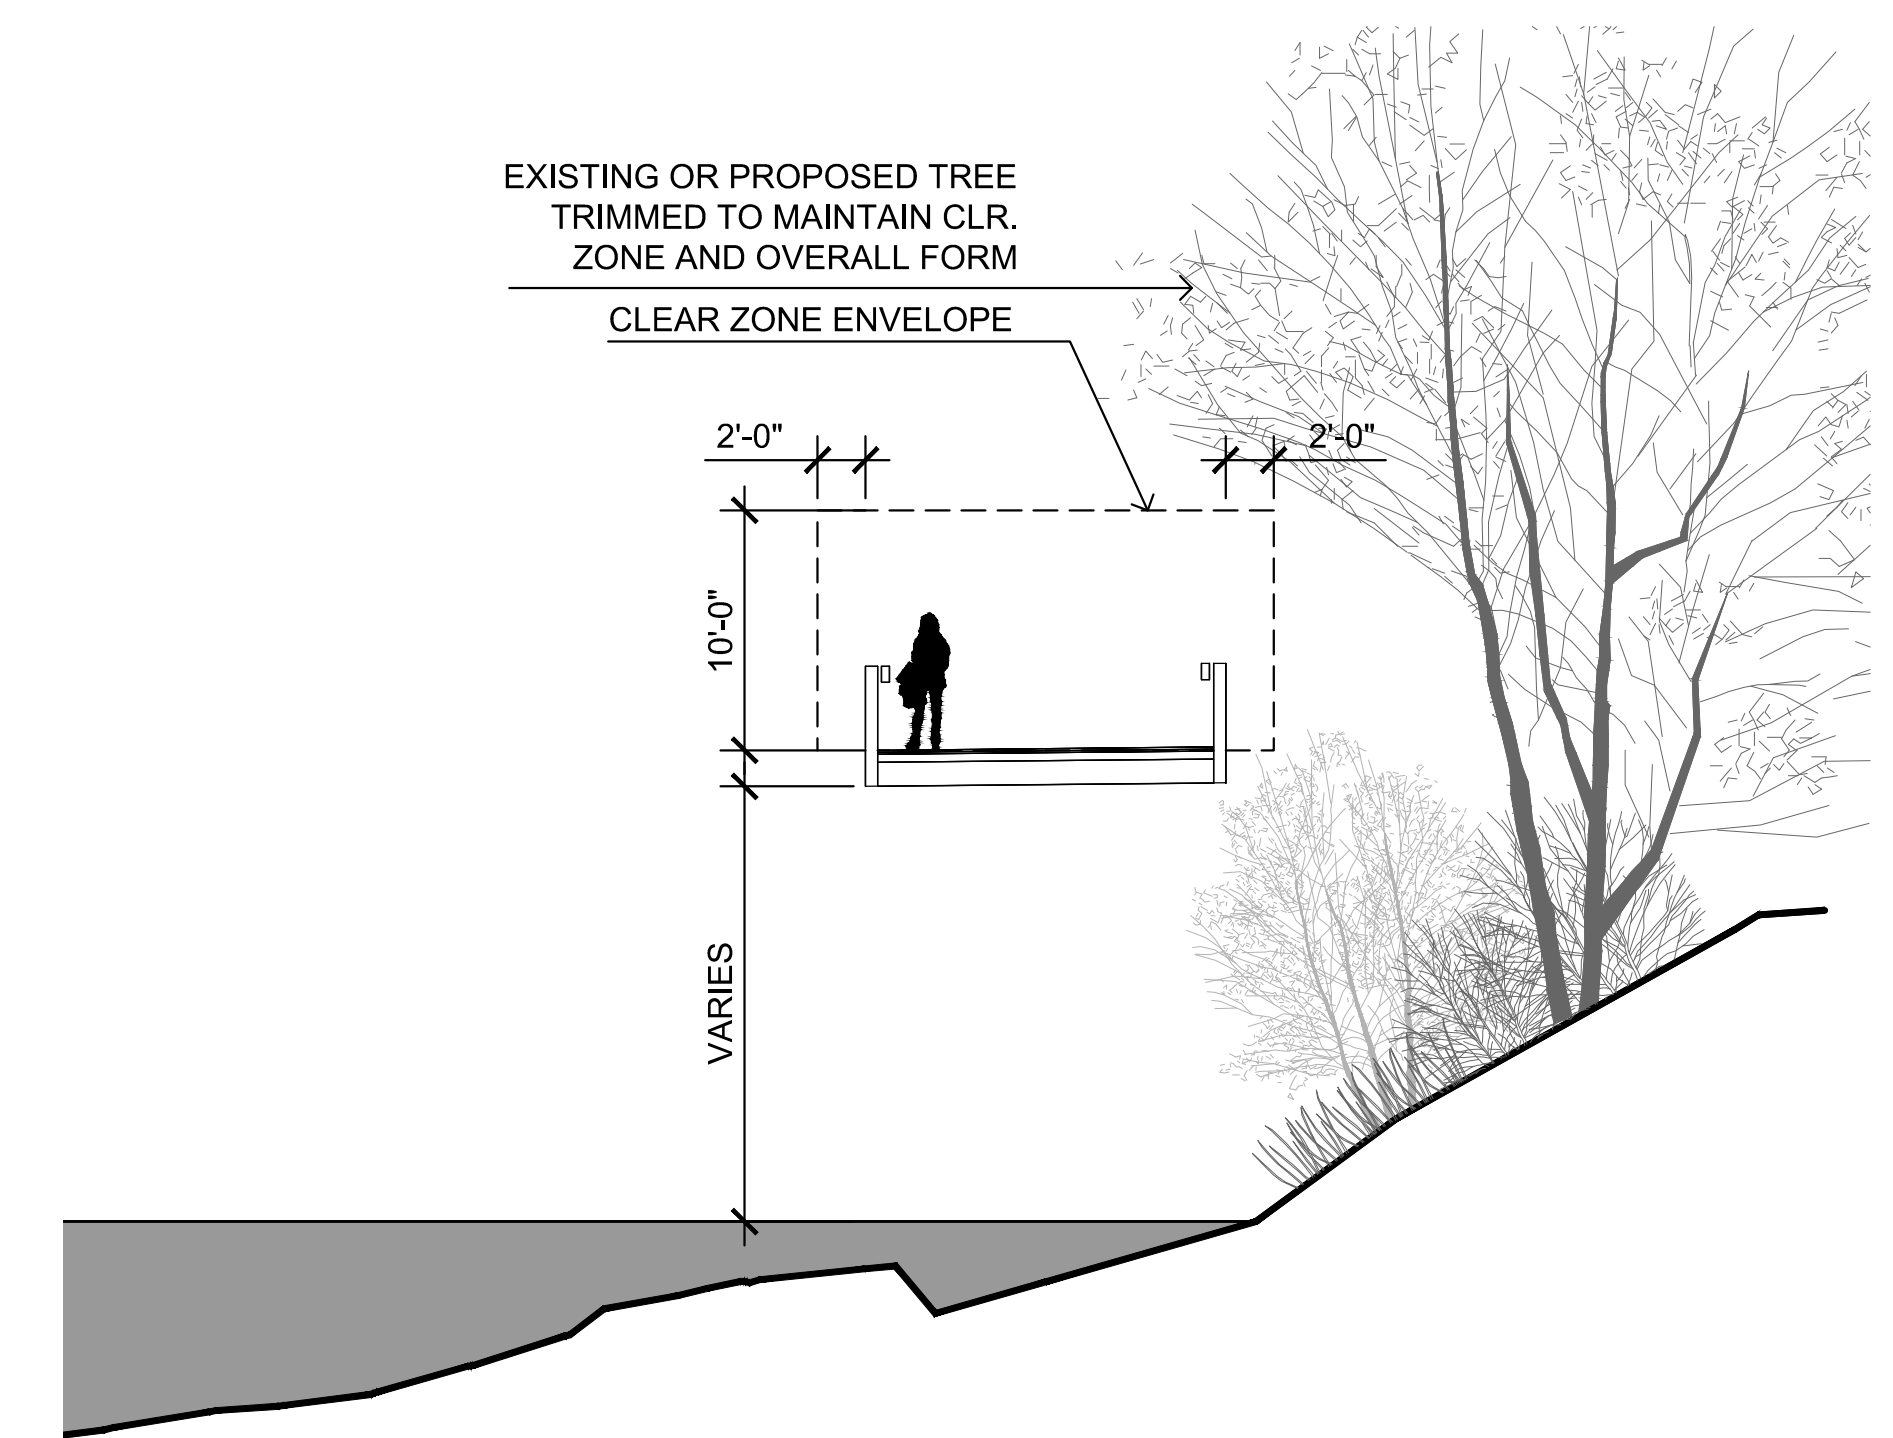 EXISTING OR PROPOSED TREE
TRIMMED TO MAINTAIN CLR.
ZONE AND OVERALL FORM
CLEAR ZONE ENVELOPE
2'-0"
2'-0"
10'-0"
VARIES